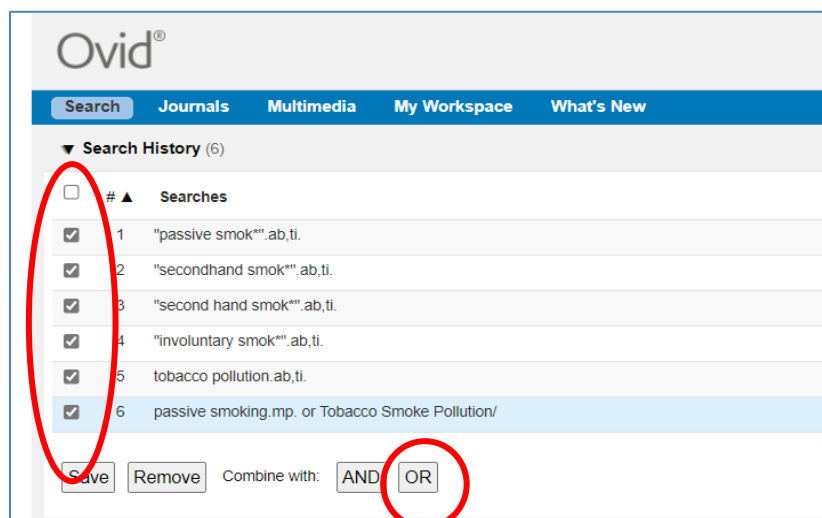 Ovid®
Search Journals Multimedia My Workspace What's New
▼ Search History (6)
# ▲ Searches
1 "passive smok*".ab,ti.
2 "secondhand smok*".ab,ti.
3 "second hand smok*".ab,ti.
4 "involuntary smok*".ab,ti.
5 tobacco pollution.ab,ti.
6 passive smoking.mp. or Tobacco Smoke Pollution/
Save Remove Combine with: AND OR